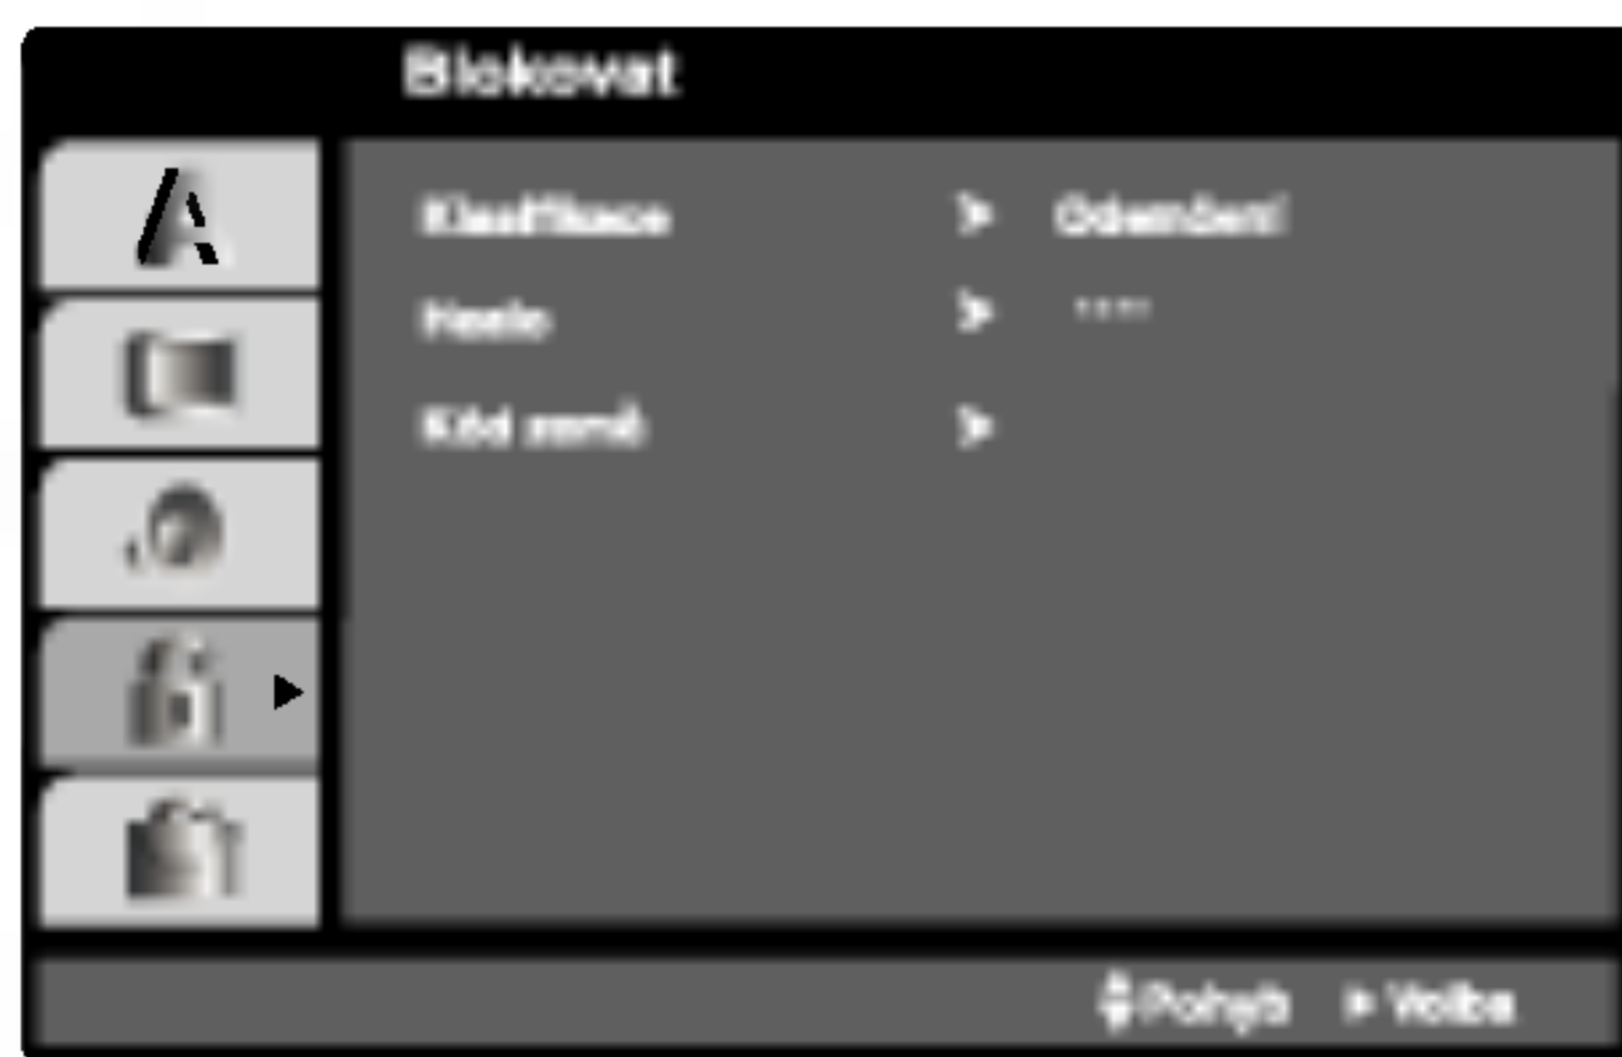 Blokovat
Klasifikace > Odemčení
Heslo > ****
Kód země >
Pohyb Volba